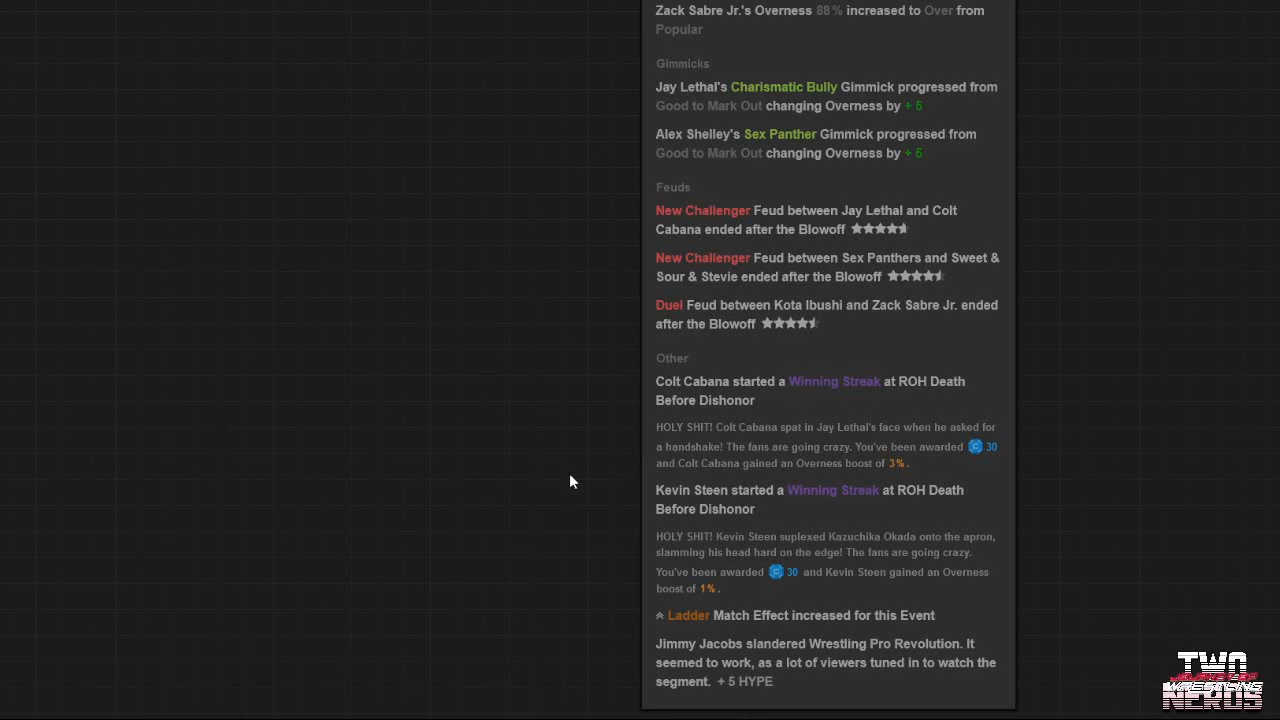 Zack Sabre Jr.'s Overness 88% increased to Over from
Popular
Gimmicks
Jay Lethal's Charismatic Bully Gimmick progressed from
Good to Mark Out changing Overness by + 5
Alex Shelley's Sex Panther Gimmick progressed from
Good to Mark Out changing Overness by + 5
Feuds
New Challenger Feud between Jay Lethal and Colt
Cabana ended after the Blowoff
New Challenger Feud between Sex Panthers and Sweet &
Sour & Stevie ended after the Blowoff
Duel Feud between Kota Ibushi and Zack Sabre Jr. ended
after the Blowoff
Other
Colt Cabana started a Winning Streak at ROH Death
Before Dishonor
HOLY SHIT! Colt Cabana spat in Jay Lethal's face when he asked for
a handshake! The fans are going crazy. You've been awarded 30
and Colt Cabana gained an Overness boost of 3%.
Kevin Steen started a Winning Streak at ROH Death
Before Dishonor
HOLY SHIT! Kevin Steen suplexed Kazuchika Okada onto the apron,
slamming his head hard on the edge! The fans are going crazy.
You've been awarded 30 and Kevin Steen gained an Overness
boost of 1%.
Ladder Match Effect increased for this Event
Jimmy Jacobs slandered Wrestling Pro Revolution. It
seemed to work, as a lot of viewers tuned in to watch the
segment. + 5 HYPE
TWO
WRESTLING
NERDS